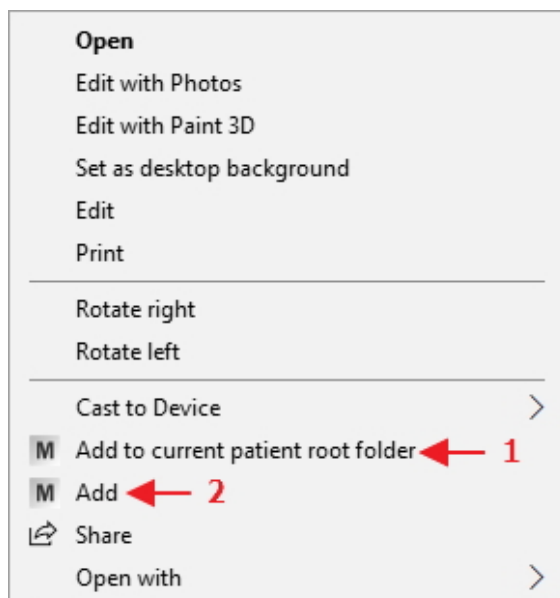 Open
Edit with Photos
Edit with Paint 3D
Set as desktop background
Edit
Print
Rotate right
Rotate left
Cast to Device
M Add to current patient root folder 1
M Add 2
Share
Open with